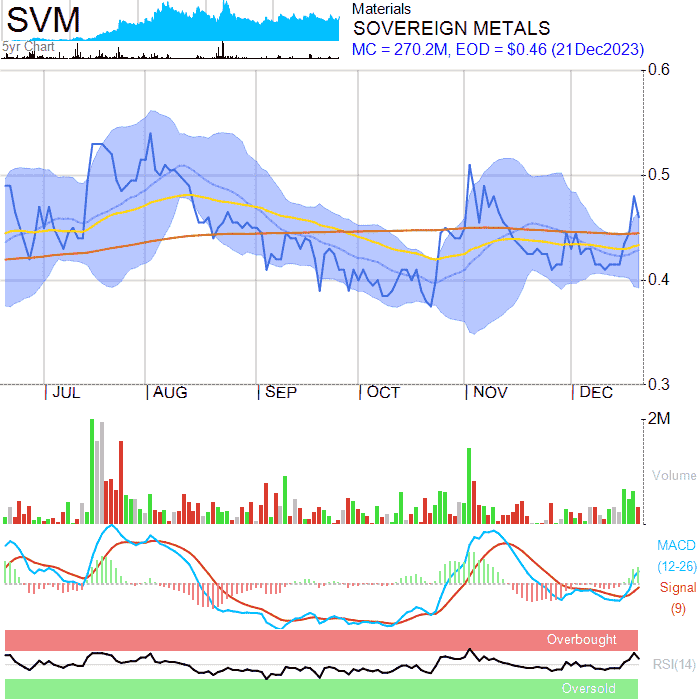 SVM
5yr Chart
Materials
SOVEREIGN METALS
MC = 270.2M, EOD = $0.46 (21Dec2023)
0.6
0.5
0.4
0.3
JUL AUG SEP OCT NOV DEC
2M
Volume
MACD
(12-26)
Signal
(9)
Overbought
RSI(14)
Oversold